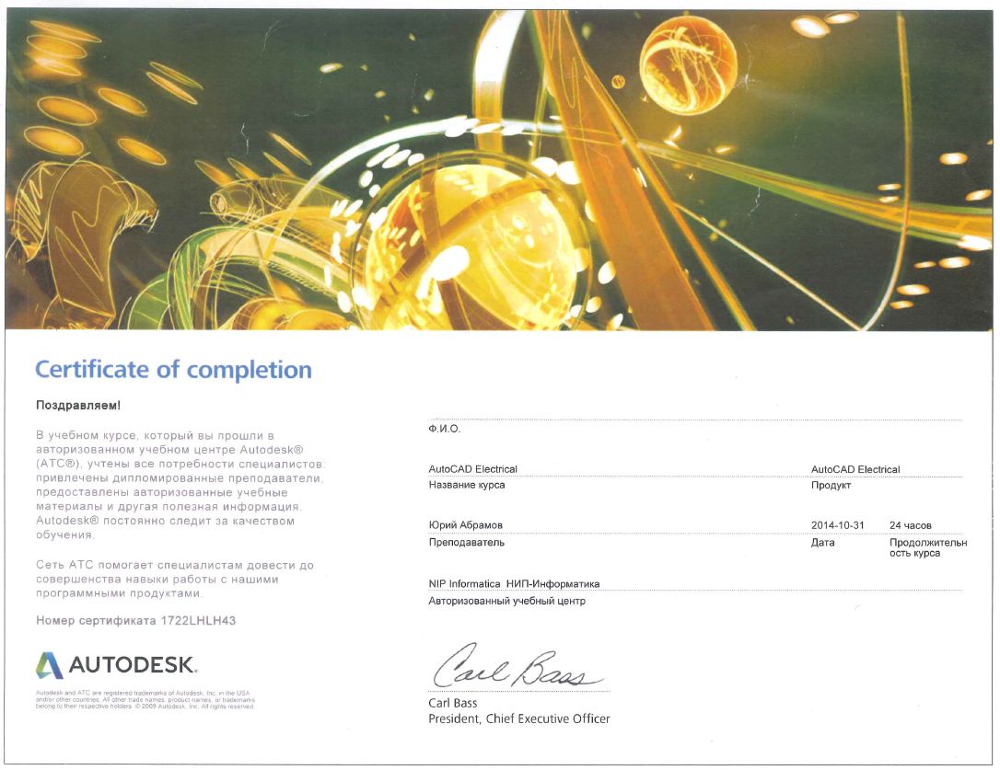 Certificate of completion
Поздравляем!
В учебном курсе, который вы прошли в
авторизованном учебном центре Autodesk®
(ATC®), учтены все потребности специалистов:
привлечены дипломированные преподаватели,
предоставлены авторизованные учебные
материалы и другая полезная информация.
Autodesk® постоянно следит за качеством
обучения.
Сеть ATC помогает специалистам довести до
совершенства навыки работы с нашими
программными продуктами.
Номер сертификата 1722LHLH43
AUTODESK®
Autodesk and ATC are registered trademarks of Autodesk, Inc. in the USA
and/or other countries. All other trade names, product names, or trademarks
belong to their respective holders. © 2009 Autodesk, Inc. All rights reserved.
Ф.И.О.
AutoCAD Electrical AutoCAD Electrical
Название курса Продукт
Юрий Абрамов 2014-10-31 24 часов
Преподаватель Дата Продолжительн
ость курса
NIP Informatica НИП-Информатика
Авторизованный учебный центр
Carl Bass
Carl Bass
President, Chief Executive Officer